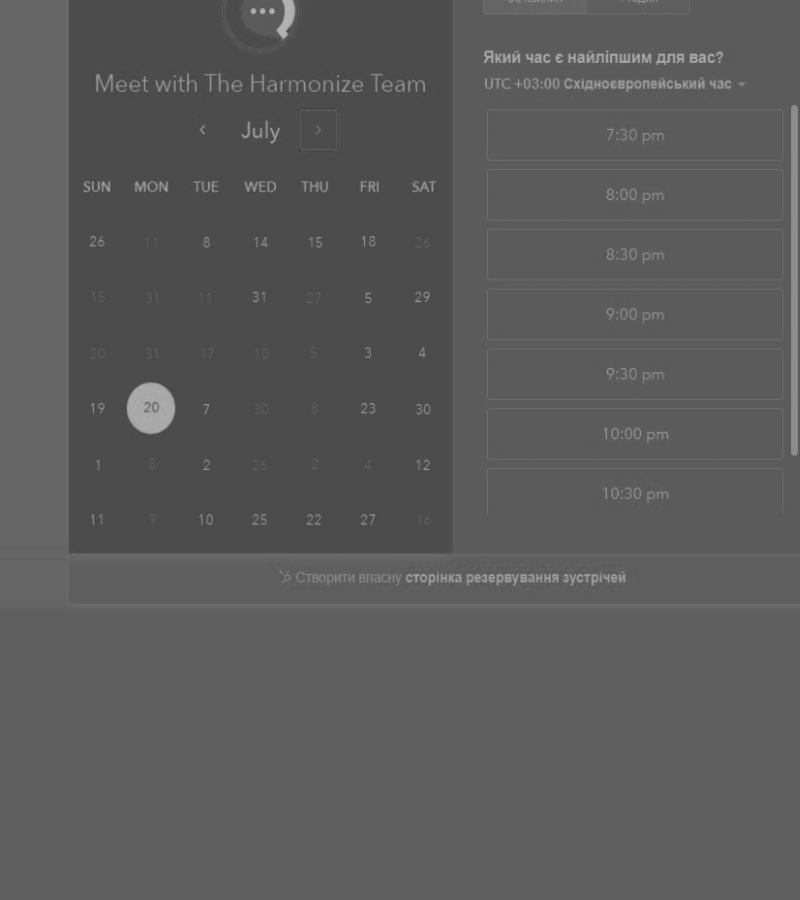 Meet with The Harmonize Team
July
SUN MON TUE WED THU FRI SAT
26 11 8 14 15 18 26
15 31 11 31 27 5 29
20 31 17 10 5 3 4
19 20 7 30 8 23 30
1 8 2 26 2 4 12
11 9 10 25 22 27 16
Який час є найліпшим для вас?
UTC +03:00 Східноєвропейський час
7:30 pm
8:00 pm
8:30 pm
9:00 pm
9:30 pm
10:00 pm
10:30 pm
Створити власну сторінка резервування зустрічей